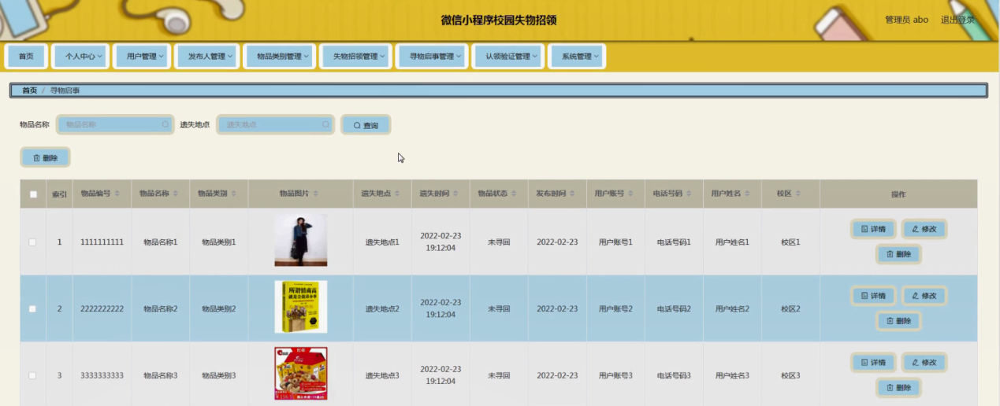 微信小程序校园失物招领
管理员 abo 退出登录
首页 个人中心 用户管理 发布人管理 物品类别管理 失物招领管理 寻物启事管理 认领验证管理 系统管理
首页 / 寻物启事
物品名称 物品名称 遗失地点 遗失地点 查询
删除
索引 物品编号 物品名称 物品类别 物品图片 遗失地点 遗失时间 物品状态 发布时间 用户账号 电话号码 用户姓名 校区 操作
1 1111111111 物品名称1 物品类别1 遗失地点1 2022-02-23 19:12:04 未寻回 2022-02-23 用户账号1 电话号码1 用户姓名1 校区1 详情 修改
删除
所谓情商高
就是会说话办事
2 2222222222 物品名称2 物品类别2 遗失地点2 2022-02-23 19:12:04 未寻回 2022-02-23 用户账号2 电话号码2 用户姓名2 校区2 详情 修改
删除
3 3333333333 物品名称3 物品类别3 遗失地点3 2022-02-23 19:12:04 未寻回 2022-02-23 用户账号3 电话号码3 用户姓名3 校区3 详情 修改
删除